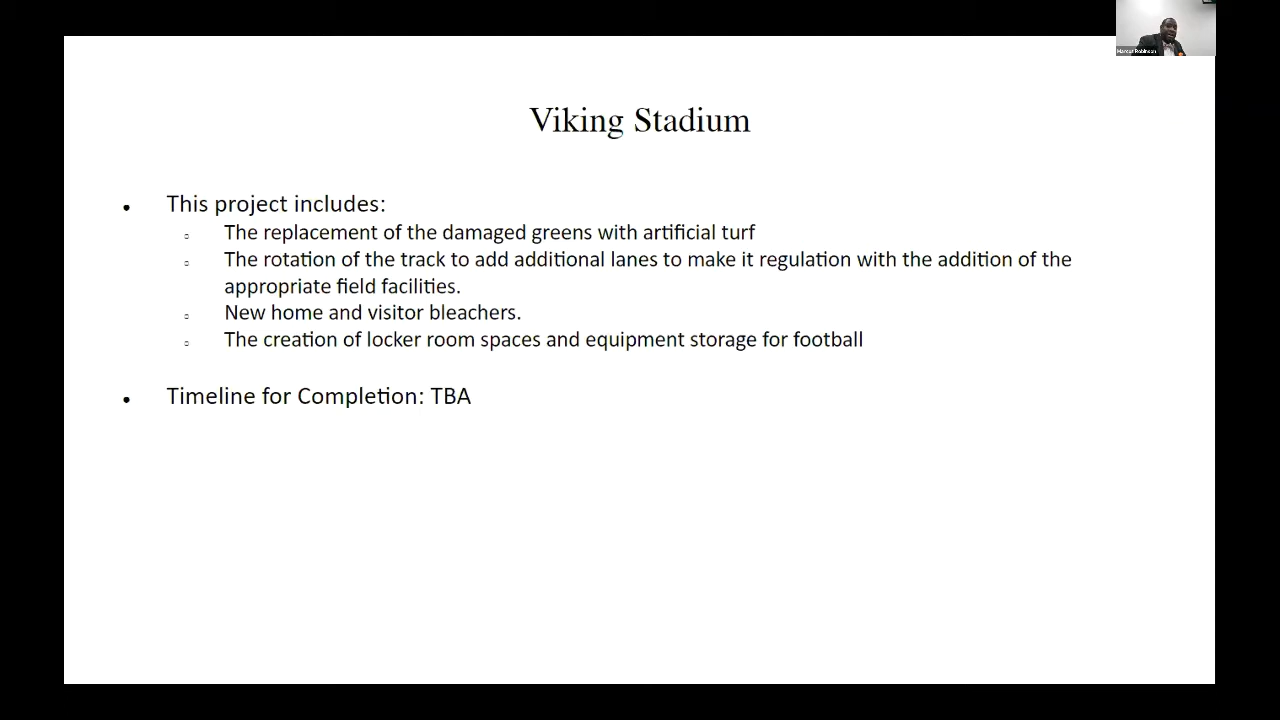 Marcus Robinson
Viking Stadium
• This project includes:
○ The replacement of the damaged greens with artificial turf
○ The rotation of the track to add additional lanes to make it regulation with the addition of the
appropriate field facilities.
○ New home and visitor bleachers.
○ The creation of locker room spaces and equipment storage for football
• Timeline for Completion: TBA